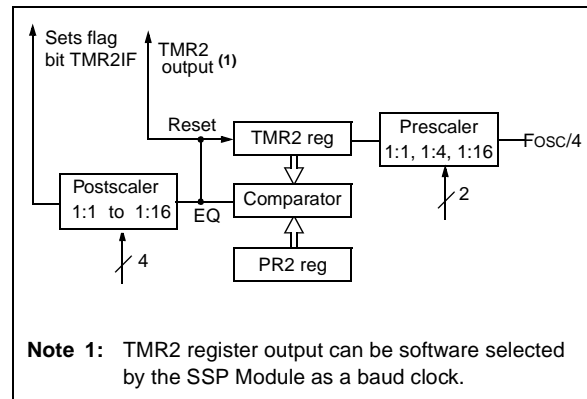 Sets flag
bit TMR2IF
TMR2
output (1)
Reset
TMR2 reg
Prescaler
1:1, 1:4, 1:16
FOSC/4
2
Postscaler
1:1 to 1:16
EQ
Comparator
4
PR2 reg
Note 1: TMR2 register output can be software selected
by the SSP Module as a baud clock.